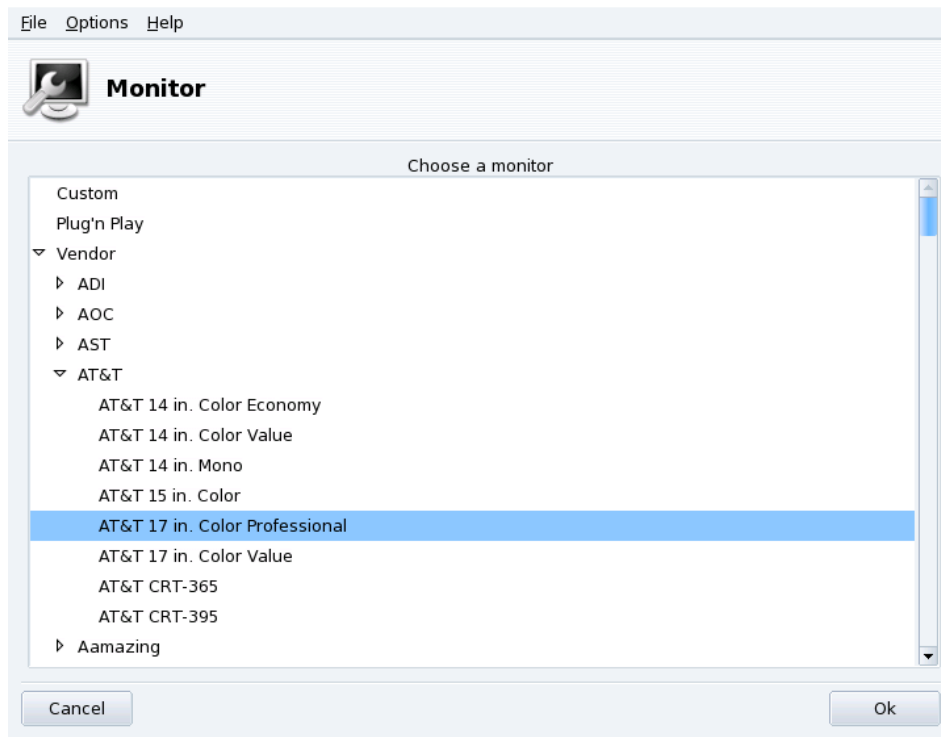 File Options Help
Monitor
Choose a monitor
Custom
Plug'n Play
Vendor
ADI
AOC
AST
AT&T
AT&T 14 in. Color Economy
AT&T 14 in. Color Value
AT&T 14 in. Mono
AT&T 15 in. Color
AT&T 17 in. Color Professional
AT&T 17 in. Color Value
AT&T CRT-365
AT&T CRT-395
Aamazing
Cancel Ok